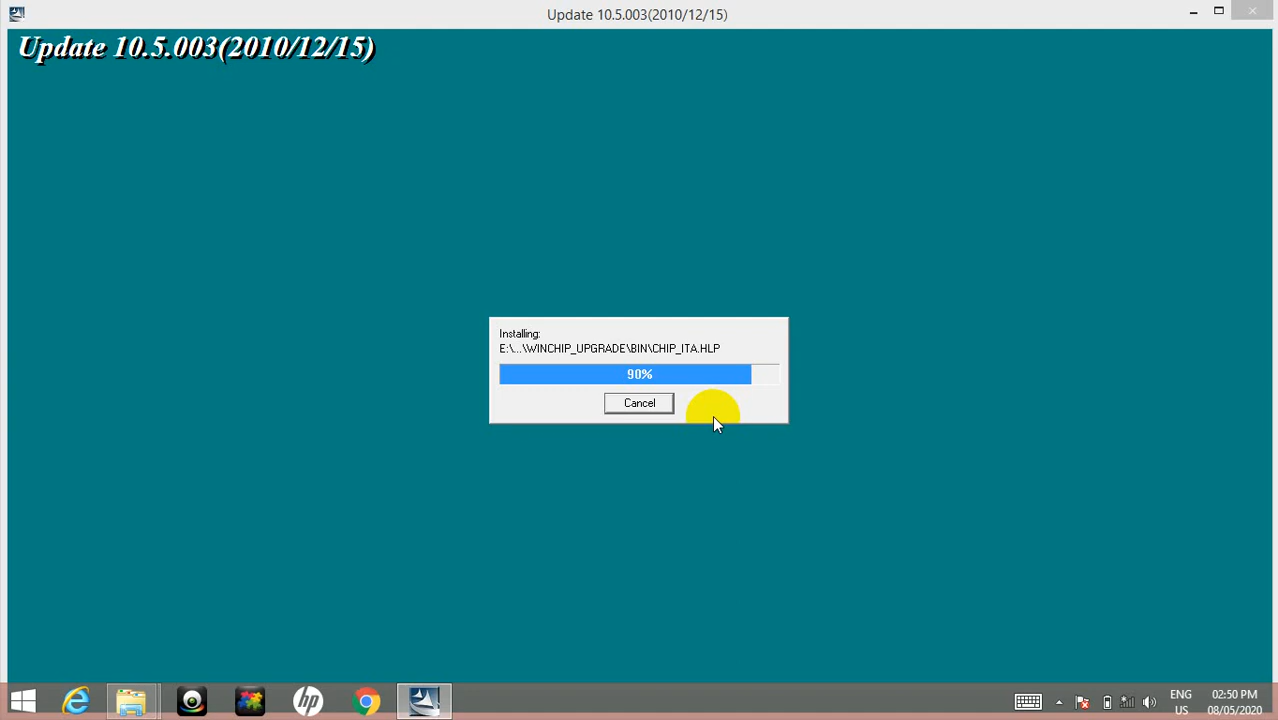 Update 10.5.003(2010/12/15)
Update 10.5.003(2010/12/15)
Installing:
E:\...\WINCHIP_UPGRADE\BIN\CHIP_ITA.HLP
90%
Cancel
hp
ENG
US
02:50 PM
08/05/2020